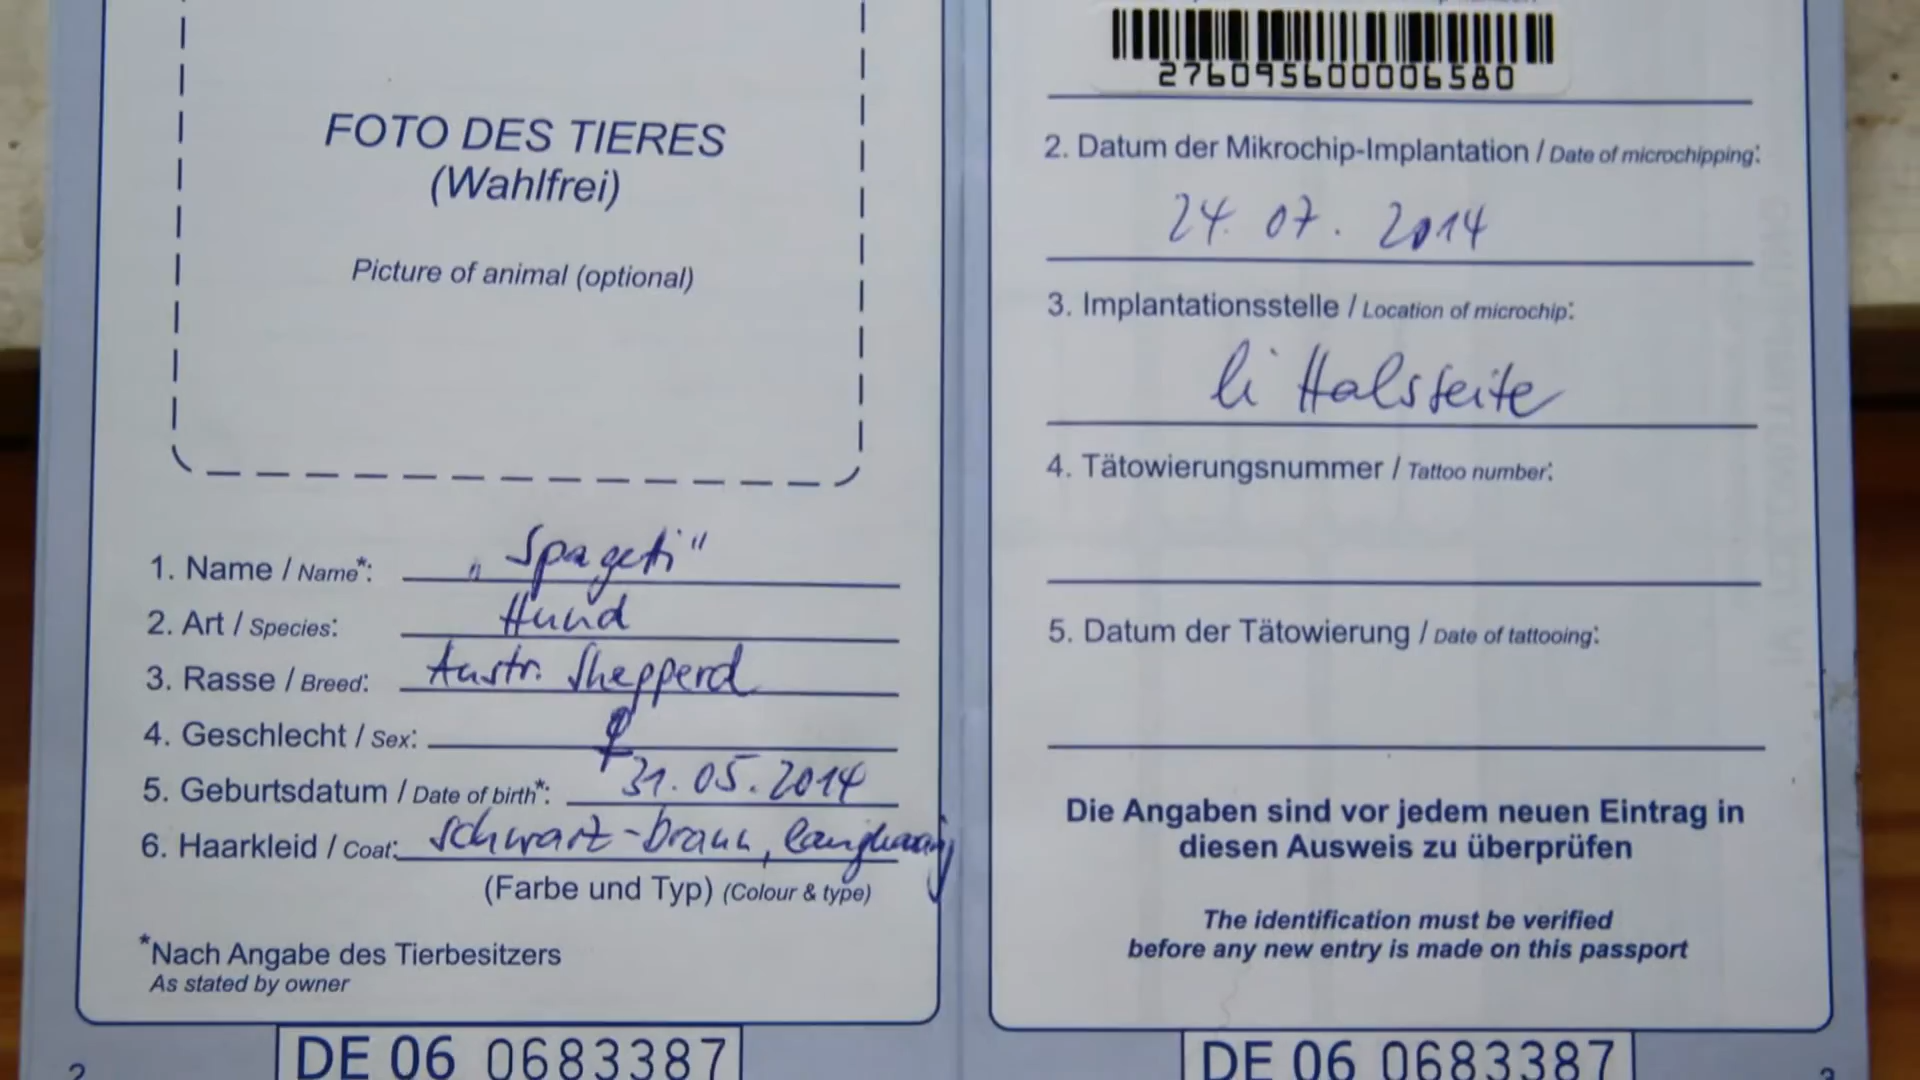 FOTO DES TIERES
(Wahlfrei)
Picture of animal (optional)
1. Name / Name*: „Spageti“
2. Art / Species: Hund
3. Rasse / Breed: Austr. Shepperd
4. Geschlecht / Sex: ♀
5. Geburtsdatum / Date of birth*: 31.05.2014
6. Haarkleid / Coat: schwarz-braun, langhaarig
(Farbe und Typ) (Colour & type)
*Nach Angabe des Tierbesitzers
As stated by owner
DE 06 0683387
2
276095600006580
2. Datum der Mikrochip-Implantation / Date of microchipping:
24.07.2014
3. Implantationsstelle / Location of microchip:
li Halsseite
4. Tätowierungsnummer / Tattoo number:
5. Datum der Tätowierung / Date of tattooing:
Die Angaben sind vor jedem neuen Eintrag in
diesen Ausweis zu überprüfen
The identification must be verified
before any new entry is made on this passport
DE 06 0683387
3